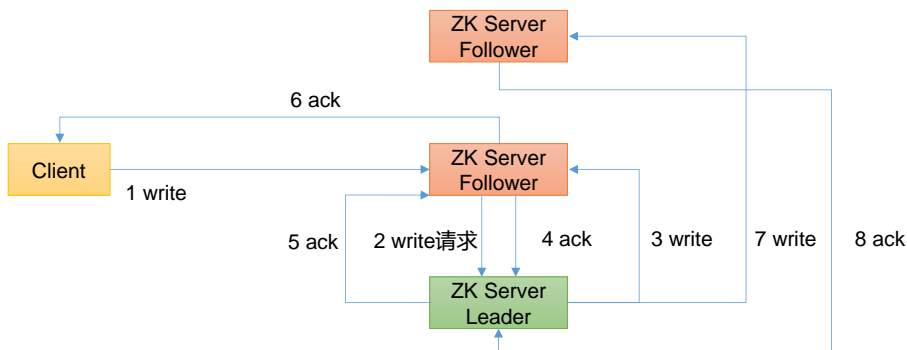 ZK Server
Follower
6 ack
Client
ZK Server
Follower
1 write
5 ack
2 write请求
4 ack
3 write
7 write
8 ack
ZK Server
Leader